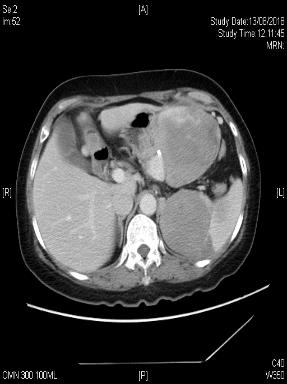 Se:2
Im:52
[A]
Study Date:13/06/2018
Study Time:12:11:45
MRN:
[R]
[L]
OMN 300 100ML
[P]
C40
W350